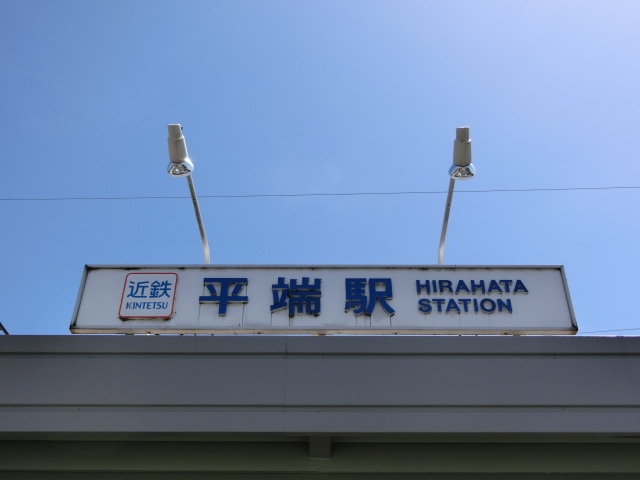 近鉄
KINTETSU
平端駅
HIRAHATA
STATION